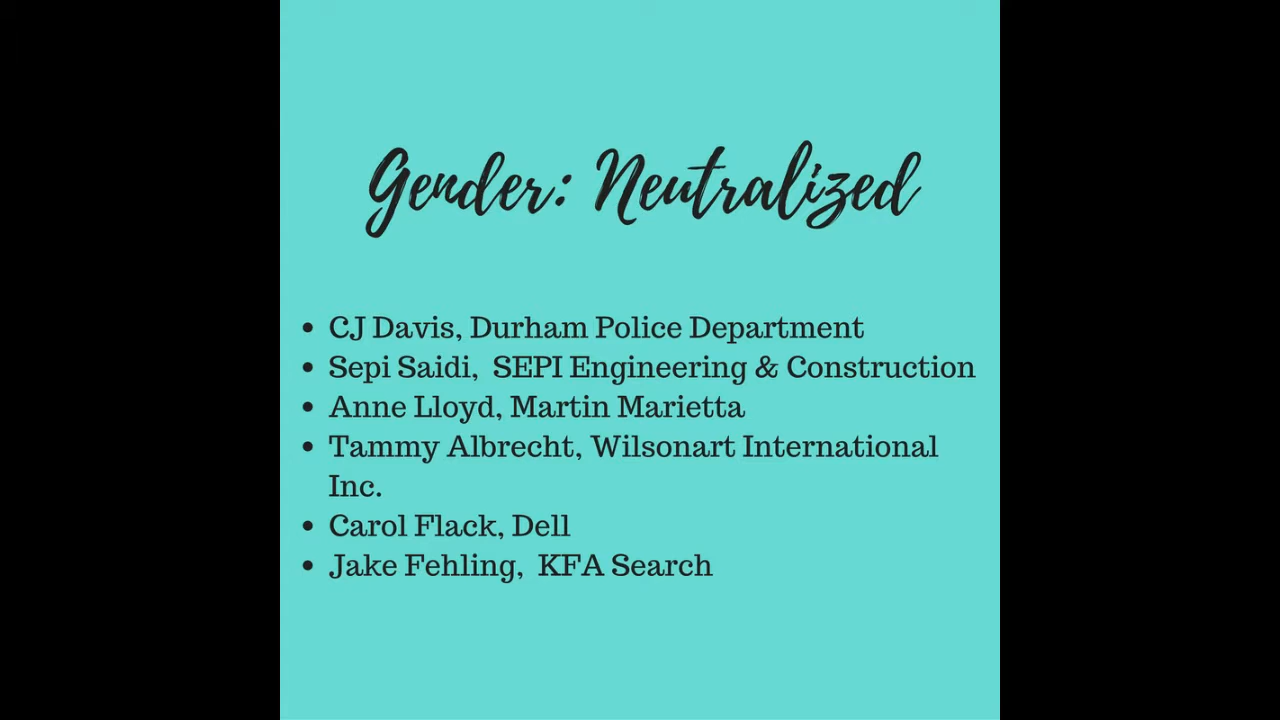 Gender: Neutralized
• CJ Davis, Durham Police Department
• Sepi Saidi,  SEPI Engineering & Construction
• Anne Lloyd, Martin Marietta
• Tammy Albrecht, Wilsonart International
Inc.
• Carol Flack, Dell
• Jake Fehling,  KFA Search